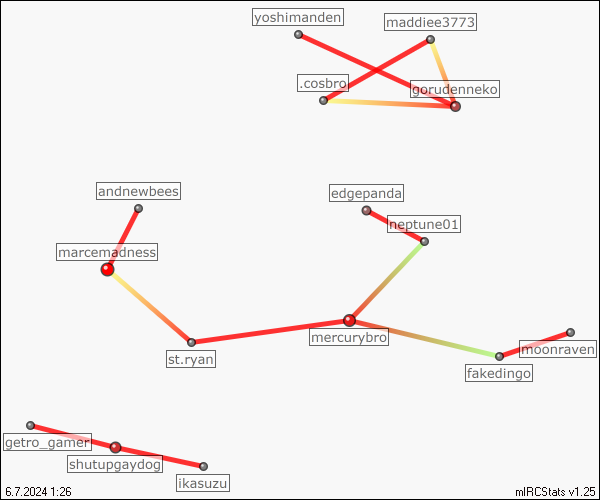 yoshimanden
maddiee3773
.cosbro
gorudenneko
andnewbees
edgepanda
neptune01
marcemadness
mercurybro
st.ryan
moonraven
fakedingo
getro_gamer
shutupgaydog
ikasuzu
6.7.2024 1:26
mIRCStats v1.25